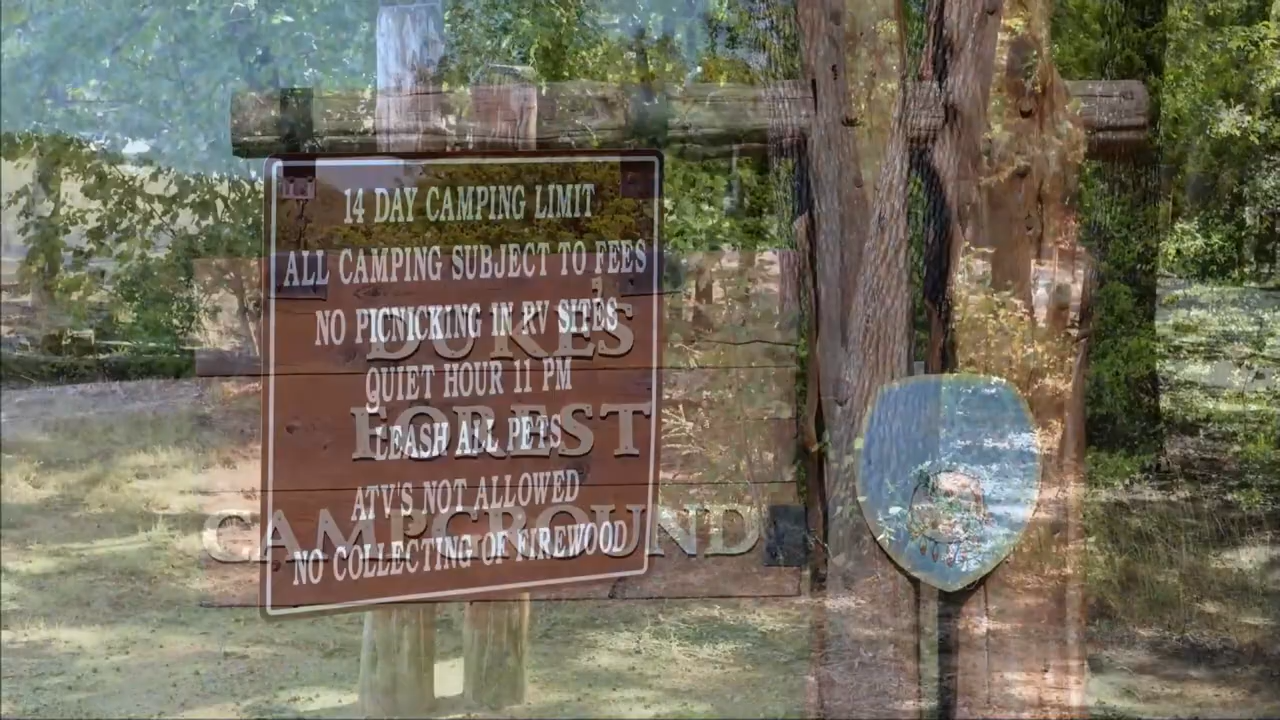 14 DAY CAMPING LIMIT
ALL CAMPING SUBJECT TO FEES
NO PICNICKING IN RV SITES
QUIET HOUR 11 PM
LEASH ALL PETS
ATV'S NOT ALLOWED
NO COLLECTING OF FIREWOOD
DUKE'S
FOREST
CAMPGROUND